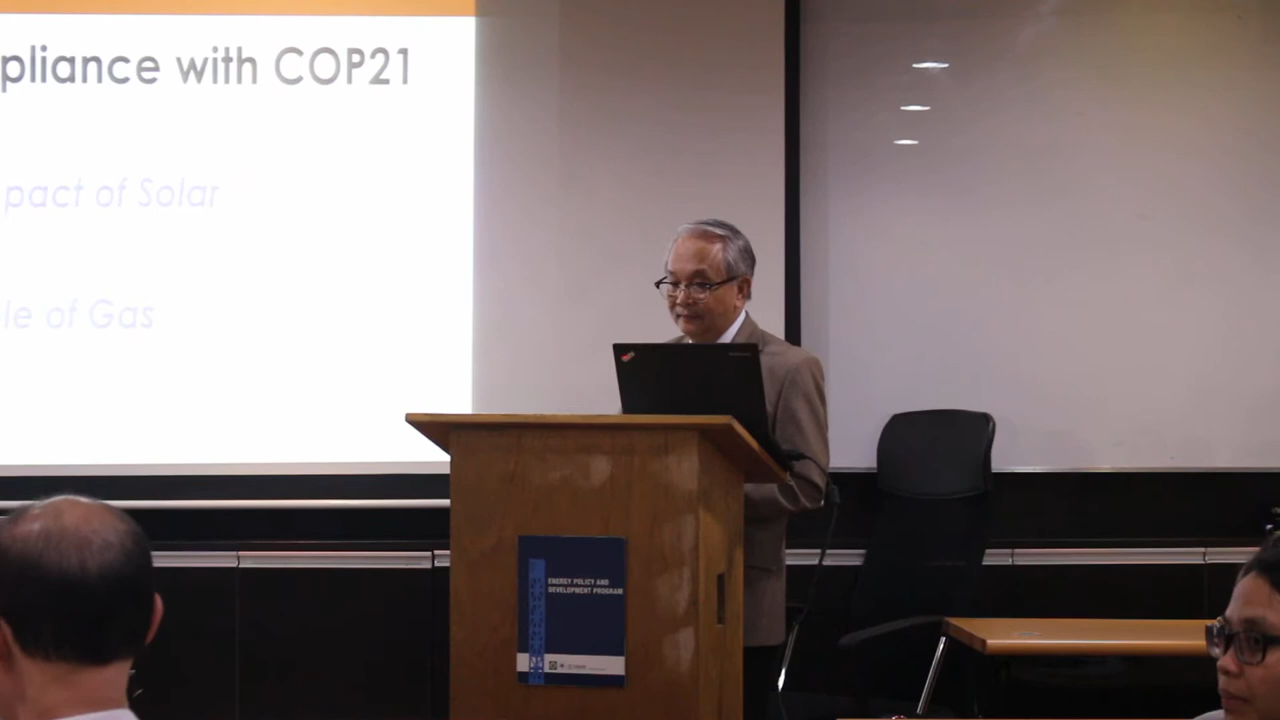 pliance with COP21
pact of Solar
le of Gas
ENERGY POLICY AND
DEVELOPMENT PROGRAM